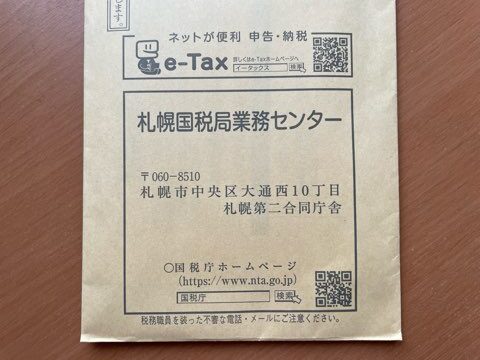 します。
ネットが便利 申告・納税
e-Tax
詳しくはe-Taxホームページへ
イータックス 検索
札幌国税局業務センター
〒060-8510
札幌市中央区大通西10丁目
札幌第二合同庁舎
○国税庁ホームページ
(https://www.nta.go.jp)
国税庁 検索
税務職員を装った不審な電話・メールにご注意ください。